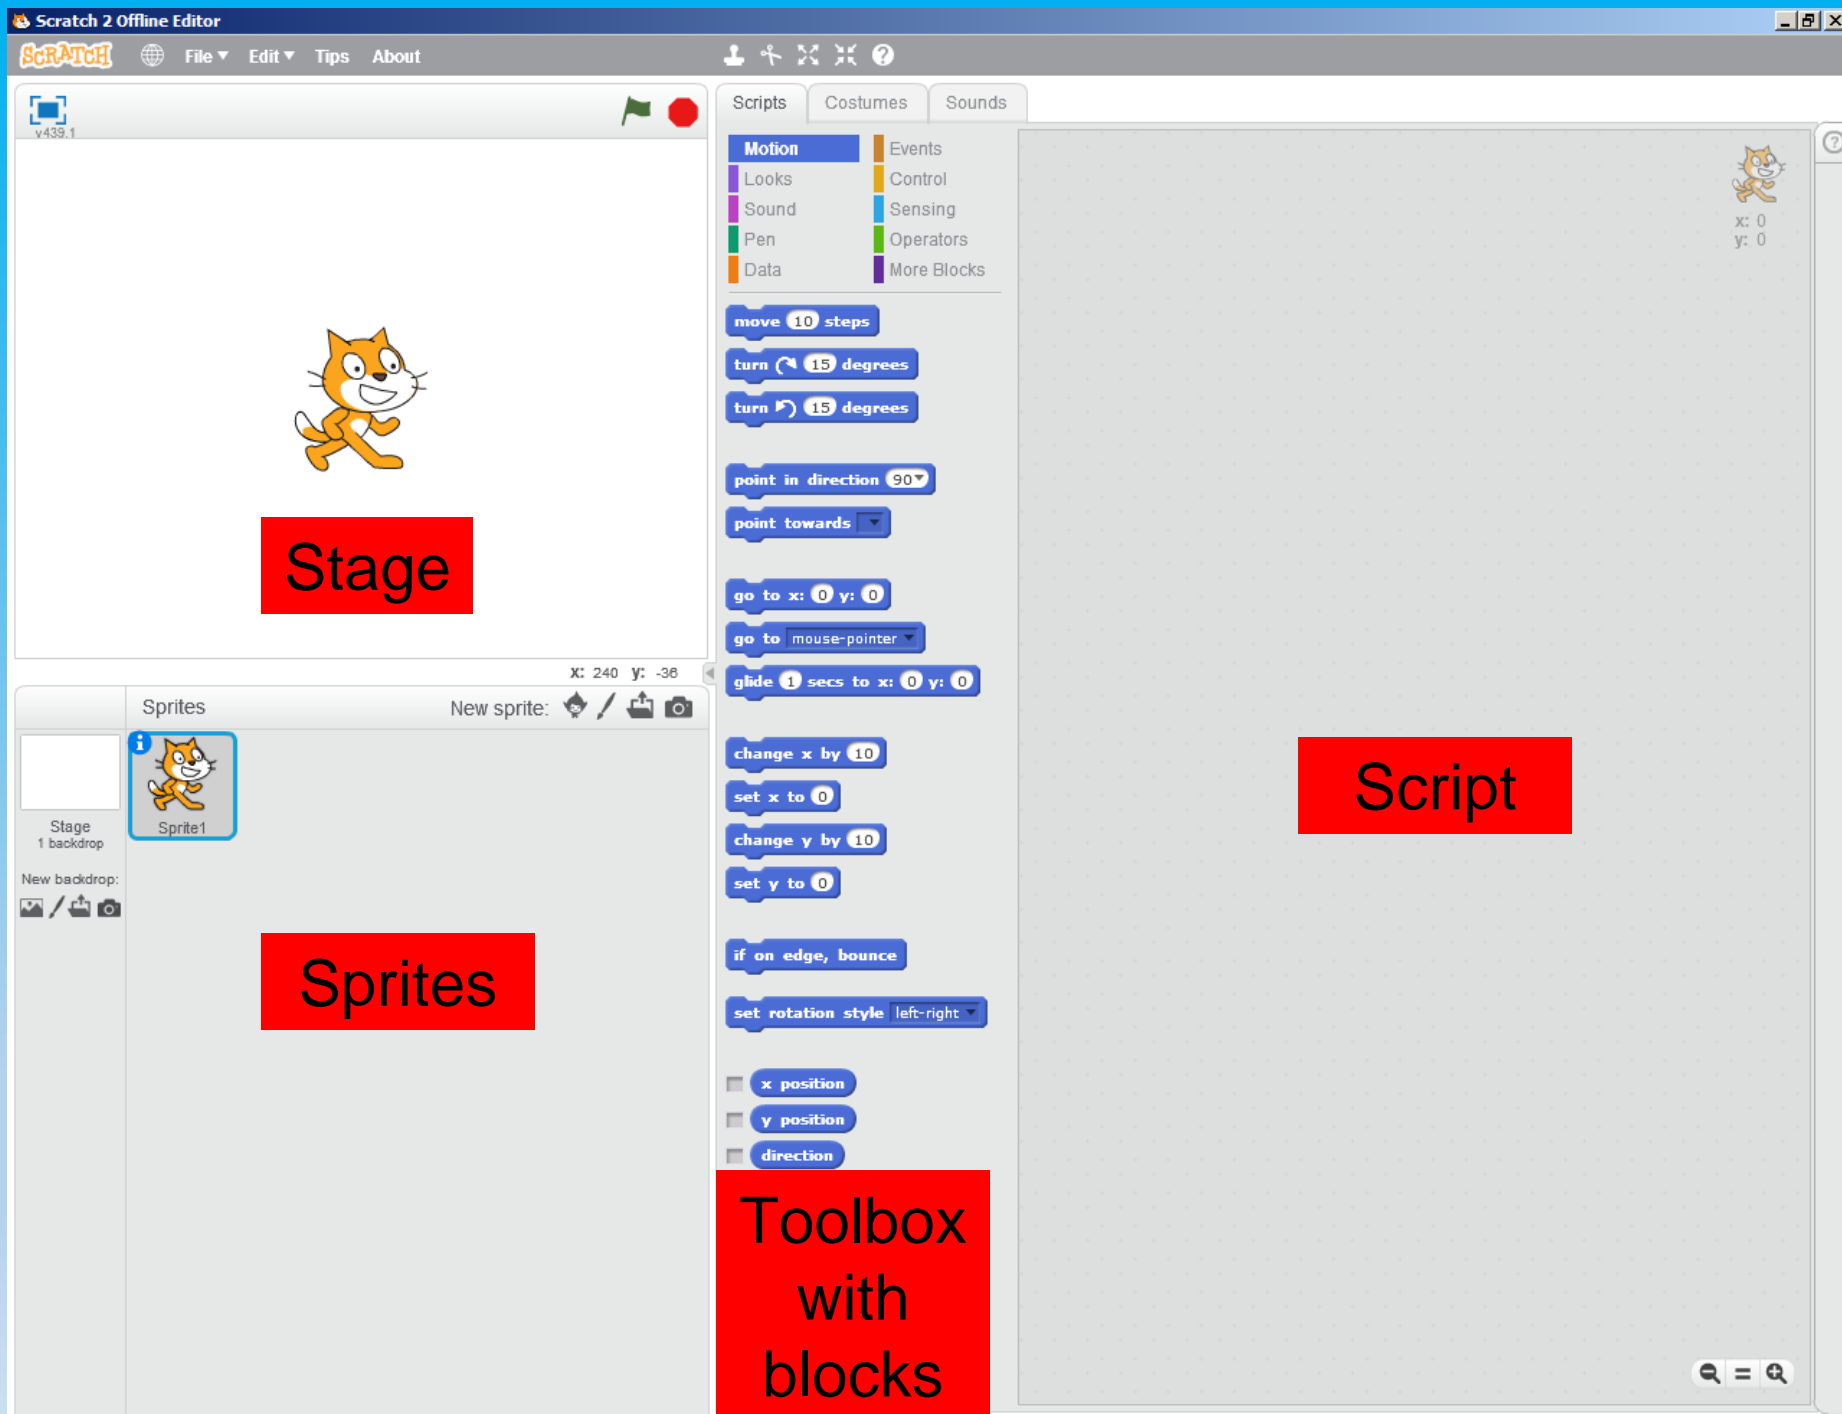 Scratch 2 Offline Editor
SCRATCH File Edit Tips About
v439.1
Stage
x: 240 y: -36
Sprites New sprite:
Sprite1
Stage
1 backdrop
New backdrop:
Sprites
Scripts Costumes Sounds
Motion Events
Looks Control
Sound Sensing
Pen Operators
Data More Blocks
move 10 steps
turn 15 degrees
turn 15 degrees
point in direction 90
point towards
go to x: 0 y: 0
go to mouse-pointer
glide 1 secs to x: 0 y: 0
change x by 10
set x to 0
change y by 10
set y to 0
if on edge, bounce
set rotation style left-right
x position
y position
direction
Toolbox
with
blocks
x: 0
y: 0
Script